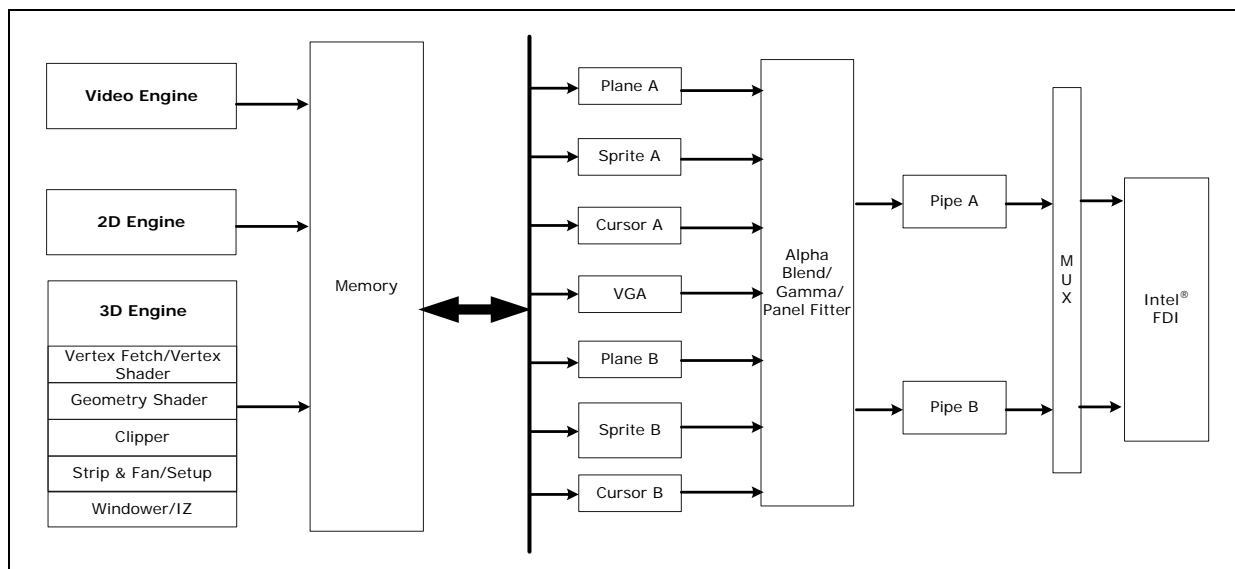 Video Engine
2D Engine
3D Engine
Vertex Fetch/Vertex
Shader
Geometry Shader
Clipper
Strip & Fan/Setup
Windower/IZ
Memory
Plane A
Sprite A
Cursor A
VGA
Plane B
Sprite B
Cursor B
Alpha
Blend/
Gamma/
Panel Fitter
Pipe A
Pipe B
M
U
X
Intel®
FDI